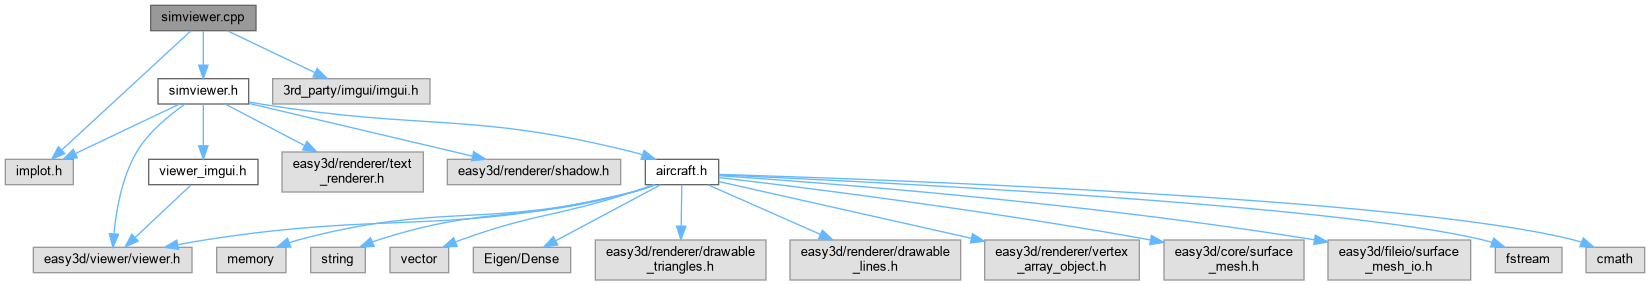 simviewer.cpp
simviewer.h
3rd_party/imgui/imgui.h
implot.h
viewer_imgui.h
easy3d/renderer/text
_renderer.h
easy3d/renderer/shadow.h
aircraft.h
easy3d/viewer/viewer.h
memory
string
vector
Eigen/Dense
easy3d/renderer/drawable
_triangles.h
easy3d/renderer/drawable
_lines.h
easy3d/renderer/vertex
_array_object.h
easy3d/core/surface
_mesh.h
easy3d/fileio/surface
_mesh_io.h
fstream
cmath